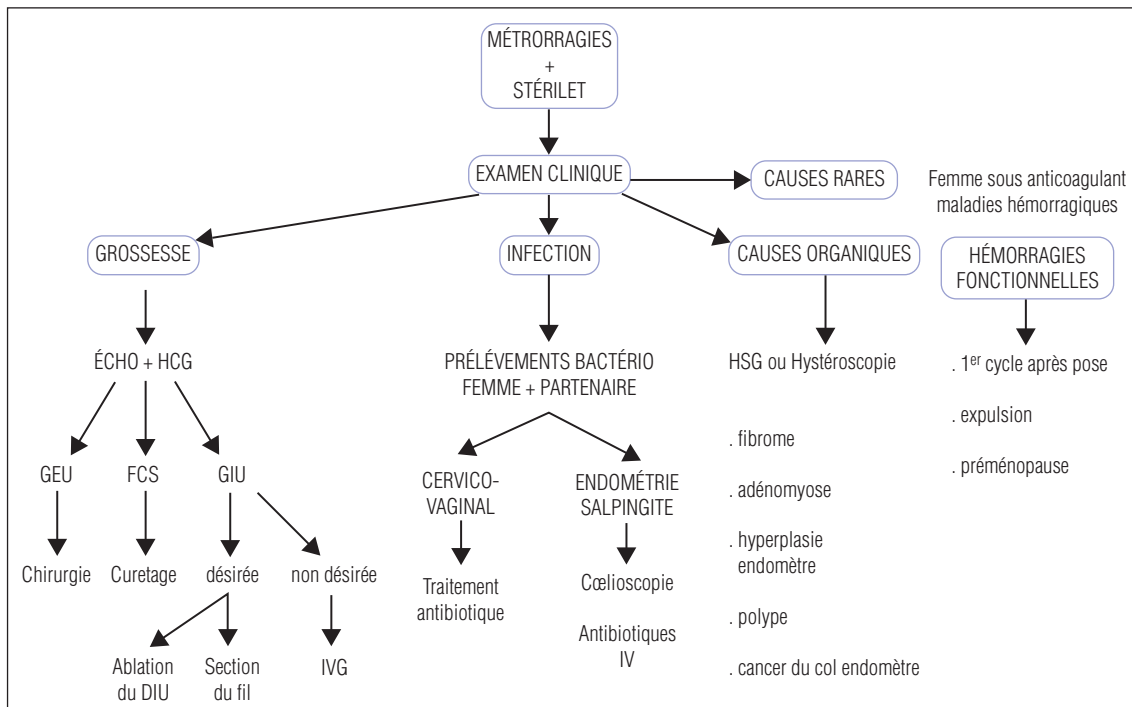 MÉTRORRAGIES
+
STÉRILET
EXAMEN CLINIQUE
CAUSES RARES
Femme sous anticoagulant
maladies hémorragiques
GROSSESSE
INFECTION
CAUSES ORGANIQUES
HÉMORRAGIES
FONCTIONNELLES
ÉCHO + HCG
PRÉLÉVEMENTS BACTÉRIO
FEMME + PARTENAIRE
HSG ou Hystéroscopie
. 1er cycle après pose
. expulsion
. préménopause
GEU
FCS
GIU
CERVICO-
VAGINAL
ENDOMÉTRIE
SALPINGITE
. fibrome
. adénomyose
. hyperplasie
endomètre
. polype
. cancer du col endomètre
Chirurgie
Curetage
désirée
non désirée
Traitement
antibiotique
Cœlioscopie
Antibiotiques
IV
Ablation
du DIU
Section
du fil
IVG